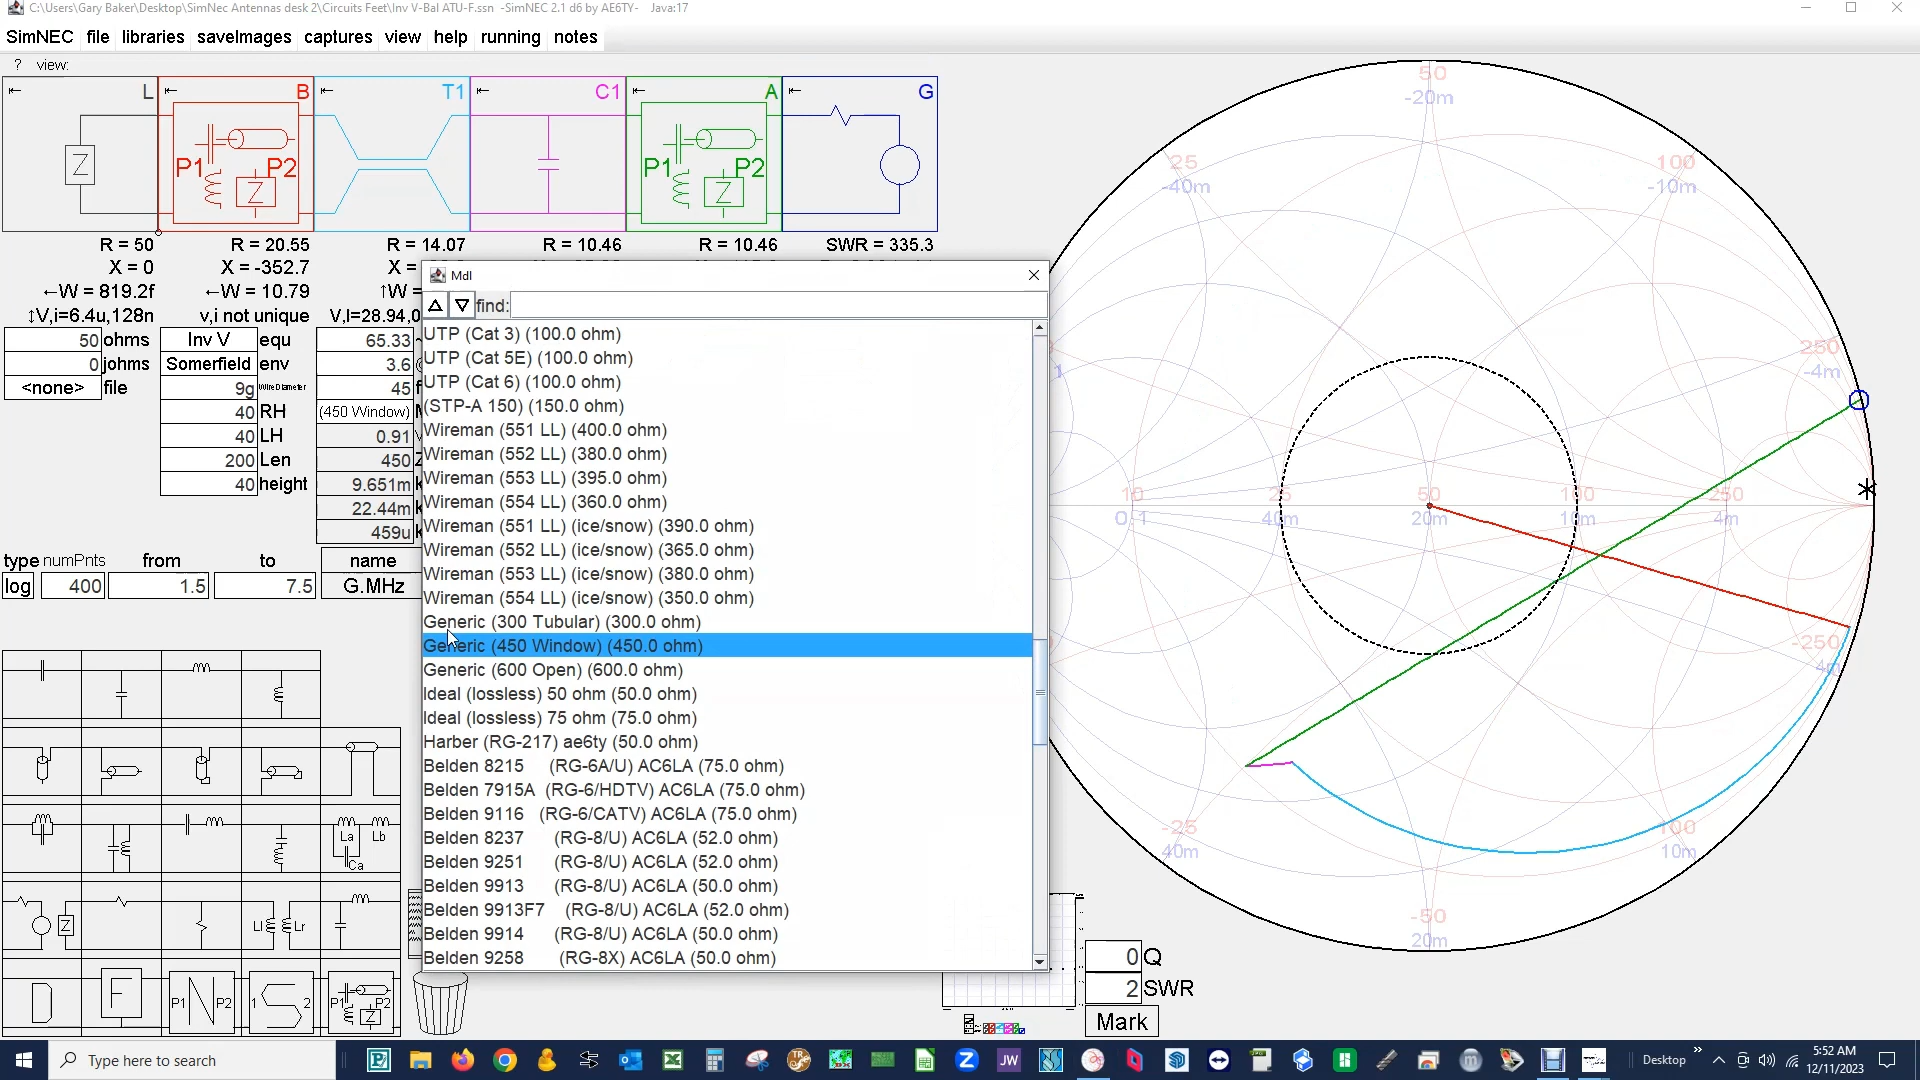 C:\Users\Gary Baker\Desktop\SimNec Antennas desk 2\Circuits Feet\Inv V-Bal ATU-F.ssn -SimNEC 2.1 d6 by AE6TY- Java:17
SimNEC file libraries saveImages captures view help running notes
? view:
L B T1 C1 A G
Z P1 P2 Z P1 P2 Z
R = 50 R = 20.55 R = 14.07 R = 10.46 R = 10.46 SWR = 335.3
X = 0 X = -352.7 X =
←W = 819.2f ←W = 10.79 ↑W =
↕V,i=6.4u,128n v,i not unique V,I=28.94,0
50 ohms Inv V equ 65.33
0 johms Somerfield env 3.6
<none> file 9g WireDiameter 45
40 RH (450 Window)
40 LH 0.91
200 Len 450
40 height 9.651m
22.44m
459u
type numPnts from to name
log 400 1.5 7.5 G.MHz
La Lb
Ca
Z Ll Lr
D F P1 N P2 1 S 2 P1 P2 Z
Mdl
find:
UTP (Cat 3) (100.0 ohm)
UTP (Cat 5E) (100.0 ohm)
UTP (Cat 6) (100.0 ohm)
(STP-A 150) (150.0 ohm)
Wireman (551 LL) (400.0 ohm)
Wireman (552 LL) (380.0 ohm)
Wireman (553 LL) (395.0 ohm)
Wireman (554 LL) (360.0 ohm)
Wireman (551 LL) (ice/snow) (390.0 ohm)
Wireman (552 LL) (ice/snow) (365.0 ohm)
Wireman (553 LL) (ice/snow) (380.0 ohm)
Wireman (554 LL) (ice/snow) (350.0 ohm)
Generic (300 Tubular) (300.0 ohm)
Generic (450 Window) (450.0 ohm)
Generic (600 Open) (600.0 ohm)
Ideal (lossless) 50 ohm (50.0 ohm)
Ideal (lossless) 75 ohm (75.0 ohm)
Harber (RG-217) ae6ty (50.0 ohm)
Belden 8215 (RG-6A/U) AC6LA (75.0 ohm)
Belden 7915A (RG-6/HDTV) AC6LA (75.0 ohm)
Belden 9116 (RG-6/CATV) AC6LA (75.0 ohm)
Belden 8237 (RG-8/U) AC6LA (52.0 ohm)
Belden 9251 (RG-8/U) AC6LA (52.0 ohm)
Belden 9913 (RG-8/U) AC6LA (50.0 ohm)
Belden 9913F7 (RG-8/U) AC6LA (52.0 ohm)
Belden 9914 (RG-8/U) AC6LA (50.0 ohm)
Belden 9258 (RG-8X) AC6LA (50.0 ohm)
50
-20m
25 100
-40m -10m
250
-4m
10 25 50 100 250
0.1 40m 20m 10m 4m
-250
4m
-25 -100
40m 10m
-50
20m
0 Q
2 SWR
Mark
Type here to search
JW
Desktop
5:52 AM
12/11/2023